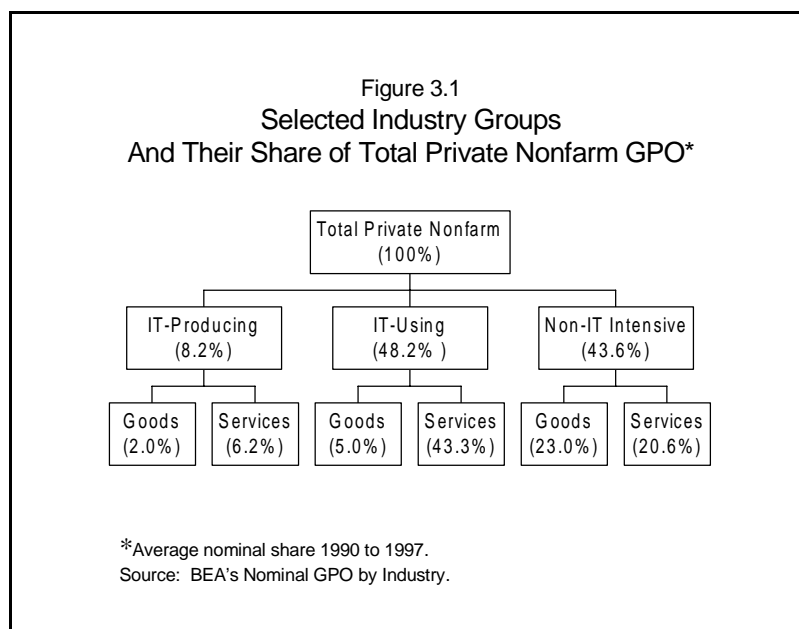 Figure 3.1
Selected Industry Groups
And Their Share of Total Private Nonfarm GPO*
Total Private Nonfarm
(100%)
IT-Producing
(8.2%)
IT-Using
(48.2% )
Non-IT Intensive
(43.6%)
Goods
(2.0%)
Services
(6.2%)
Goods
(5.0%)
Services
(43.3%)
Goods
(23.0%)
Services
(20.6%)
*Average nominal share 1990 to 1997.
Source: BEA's Nominal GPO by Industry.